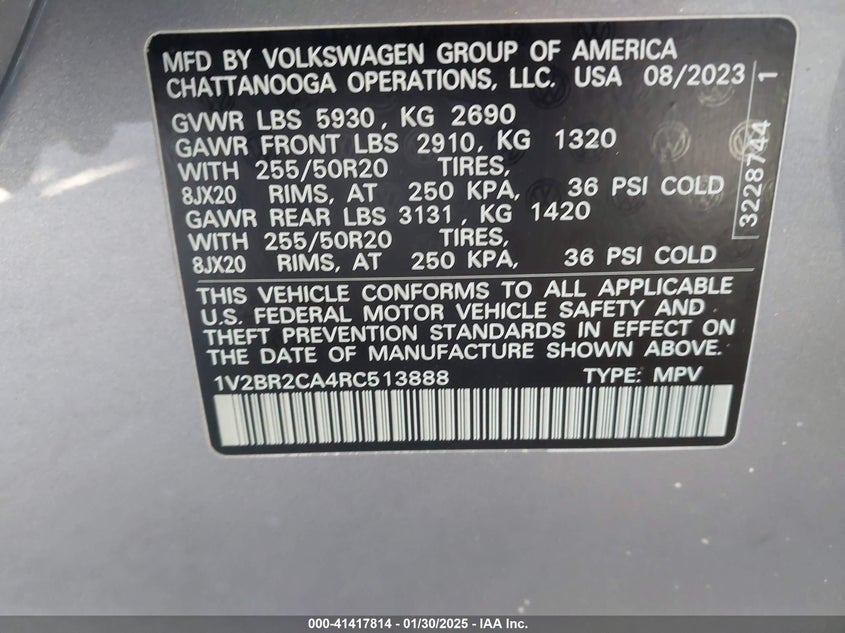 MFD BY VOLKSWAGEN GROUP OF AMERICA
CHATTANOOGA OPERATIONS, LLC. USA 08/2023
GVWR LBS 5930, KG 2690
GAWR FRONT LBS 2910, KG 1320
WITH 255/50R20 TIRES,
8JX20 RIMS, AT 250 KPA, 36 PSI COLD
GAWR REAR LBS 3131, KG 1420
WITH 255/50R20 TIRES,
8JX20 RIMS, AT 250 KPA, 36 PSI COLD
THIS VEHICLE CONFORMS TO ALL APPLICABLE
U.S. FEDERAL MOTOR VEHICLE SAFETY AND
THEFT PREVENTION STANDARDS IN EFFECT ON
THE DATE OF MANUFACTURE SHOWN ABOVE.
1V2BR2CA4RC513888 TYPE: MPV
3228744 1
000-41417814 - 01/30/2025 - IAA Inc.